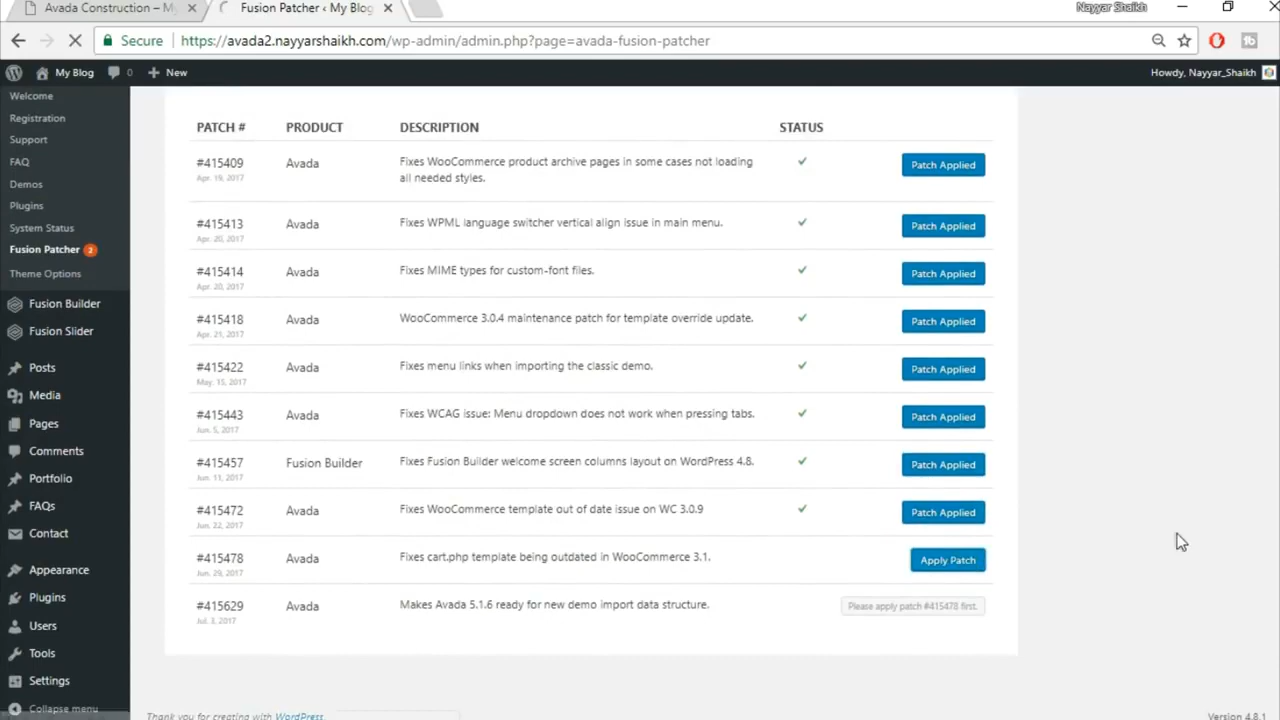 Avada Construction – My
Fusion Patcher ‹ My Blog
Nayyar Shaikh
Secure https://avada2.nayyarshaikh.com/wp-admin/admin.php?page=avada-fusion-patcher
My Blog 0 New Howdy, Nayyar_Shaikh
Welcome
Registration
Support
FAQ
Demos
Plugins
System Status
Fusion Patcher 2
Theme Options
Fusion Builder
Fusion Slider
Posts
Media
Pages
Comments
Portfolio
FAQs
Contact
Appearance
Plugins
Users
Tools
Settings
Collapse menu
PATCH # PRODUCT DESCRIPTION STATUS
#415409 Avada Fixes WooCommerce product archive pages in some cases not loading Patch Applied
Apr. 19, 2017 all needed styles.
#415413 Avada Fixes WPML language switcher vertical align issue in main menu. Patch Applied
Apr. 20, 2017
#415414 Avada Fixes MIME types for custom-font files. Patch Applied
Apr. 20, 2017
#415418 Avada WooCommerce 3.0.4 maintenance patch for template override update. Patch Applied
Apr. 21, 2017
#415422 Avada Fixes menu links when importing the classic demo. Patch Applied
May. 15, 2017
#415443 Avada Fixes WCAG issue: Menu dropdown does not work when pressing tabs. Patch Applied
Jun. 5, 2017
#415457 Fusion Builder Fixes Fusion Builder welcome screen columns layout on WordPress 4.8. Patch Applied
Jun. 11, 2017
#415472 Avada Fixes WooCommerce template out of date issue on WC 3.0.9 Patch Applied
Jun. 22, 2017
#415478 Avada Fixes cart.php template being outdated in WooCommerce 3.1. Apply Patch
Jun. 29, 2017
#415629 Avada Makes Avada 5.1.6 ready for new demo import data structure. Please apply patch #415478 first.
Jul. 3, 2017
Thank you for creating with WordPress. Version 4.8.1